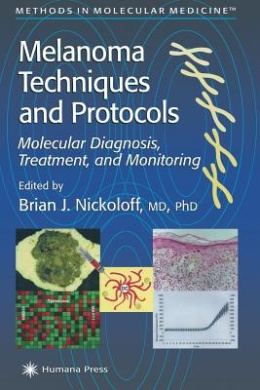 METHODS IN MOLECULAR MEDICINE™
Melanoma
Techniques
and Protocols
Molecular Diagnosis,
Treatment, and Monitoring
Edited by
Brian J. Nickoloff, MD, PhD
Humana Press